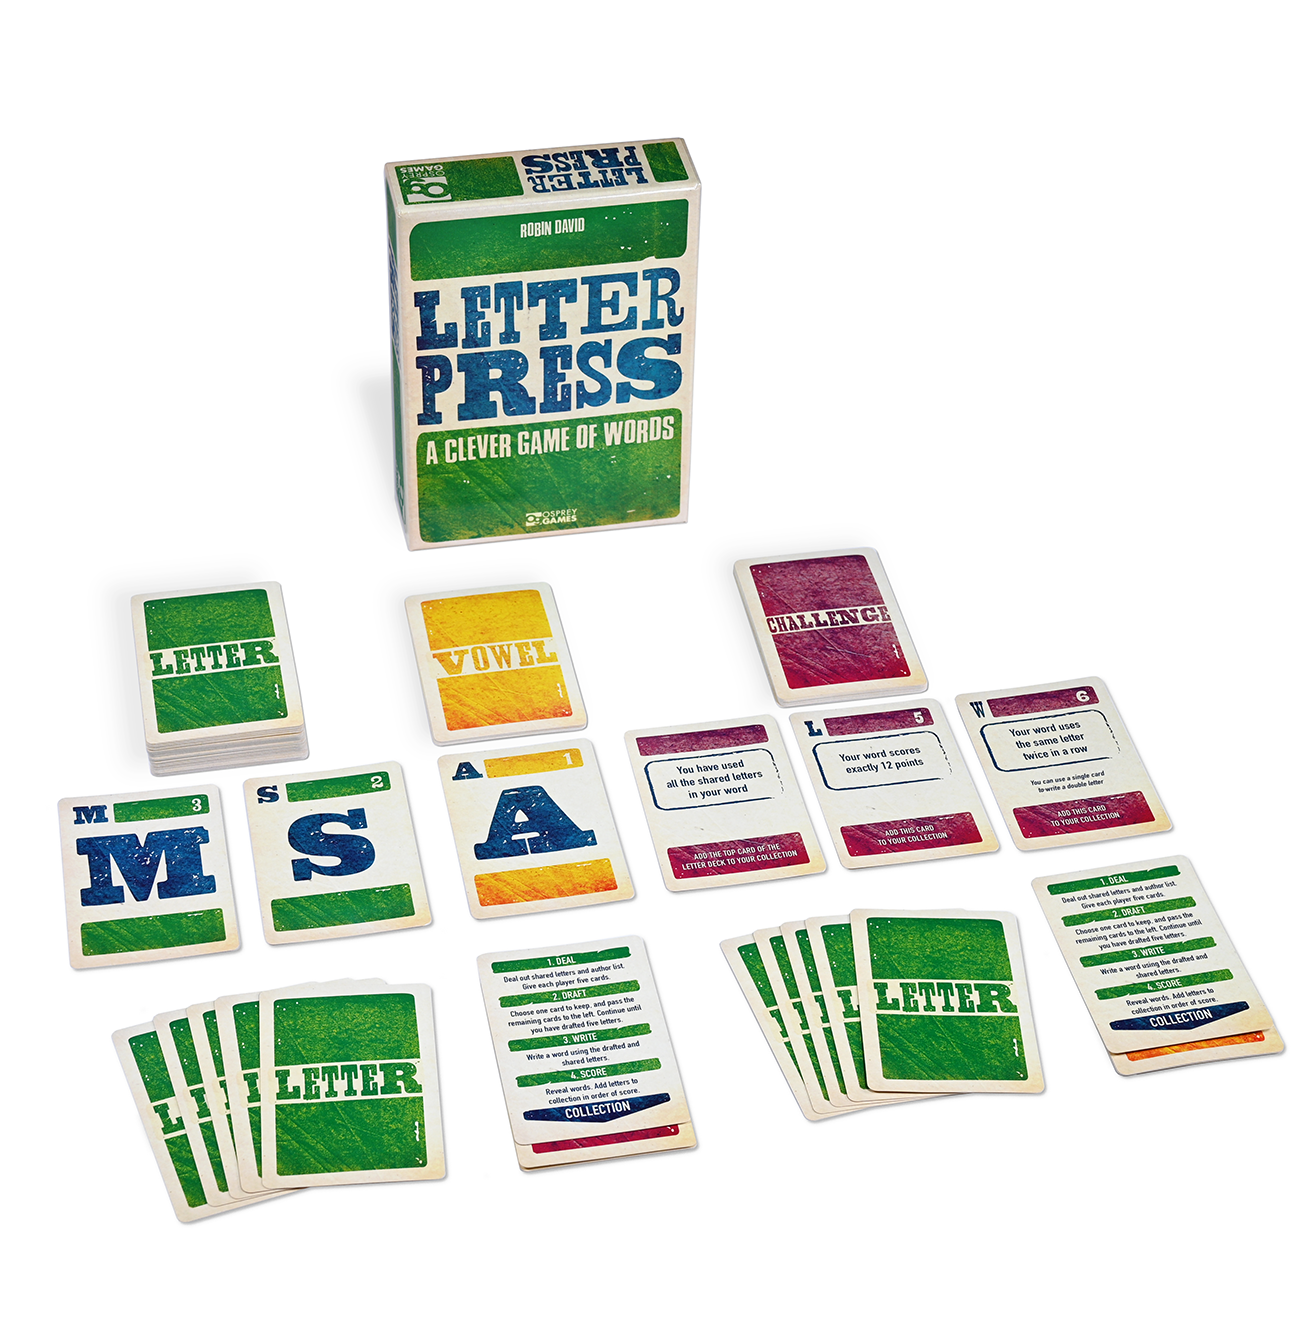 LETTER
PRESS
OSPREY
GAMES
ROBIN DAVID
LETTER
PRESS
A CLEVER GAME OF WORDS
OSPREY
GAMES
LETTER
VOWEL
CHALLENGE
M 3
M
S 2
S
A 1
A
You have used
all the shared letters
in your word
ADD THE TOP CARD OF THE
LETTER DECK TO YOUR COLLECTION
L 5
Your word scores
exactly 12 points
ADD THIS CARD
TO YOUR COLLECTION
W 6
Your word uses
the same letter
twice in a row
You can use a single card
to write a double letter
ADD THIS CARD
TO YOUR COLLECTION
LETTER
1. DEAL
Deal out shared letters and author list.
Give each player five cards.
2. DRAFT
Choose one card to keep, and pass the
remaining cards to the left. Continue until
you have drafted five letters.
3. WRITE
Write a word using the drafted and
shared letters.
4. SCORE
Reveal words. Add letters to
collection in order of score.
COLLECTION
LETTER
1. DEAL
Deal out shared letters and author list.
Give each player five cards.
2. DRAFT
Choose one card to keep, and pass the
remaining cards to the left. Continue until
you have drafted five letters.
3. WRITE
Write a word using the drafted and
shared letters.
4. SCORE
Reveal words. Add letters to
collection in order of score.
COLLECTION